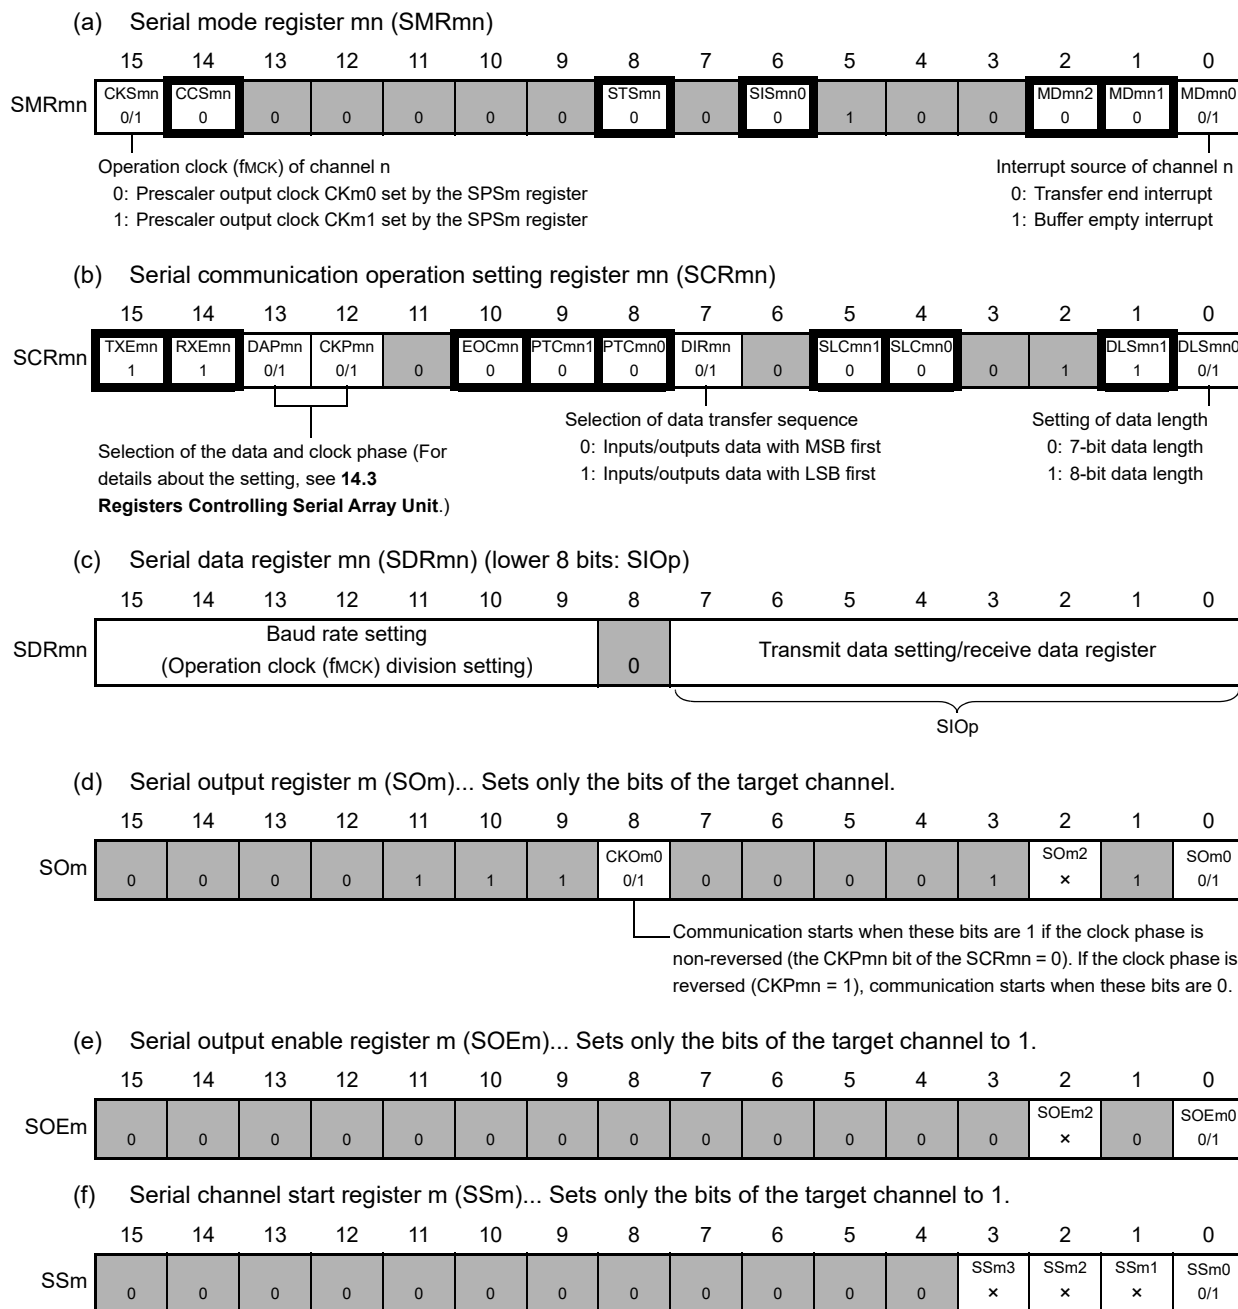 (a) Serial mode register mn (SMRmn)
15 14 13 12 11 10 9 8 7 6 5 4 3 2 1 0
SMRmn CKSmn CCSmn STSmn SISmn0 MDmn2 MDmn1 MDmn0
0/1 0 0 0 0 0 0 0 0 0 1 0 0 0 0 0/1
Operation clock (fMCK) of channel n
0: Prescaler output clock CKm0 set by the SPSm register
1: Prescaler output clock CKm1 set by the SPSm register
Interrupt source of channel n
0: Transfer end interrupt
1: Buffer empty interrupt
(b) Serial communication operation setting register mn (SCRmn)
15 14 13 12 11 10 9 8 7 6 5 4 3 2 1 0
SCRmn TXEmn RXEmn DAPmn CKPmn EOCmn PTCmn1 PTCmn0 DIRmn SLCmn1 SLCmn0 DLSmn1 DLSmn0
1 1 0/1 0/1 0 0 0 0 0/1 0 0 0 0 1 1 0/1
Selection of the data and clock phase (For
details about the setting, see 14.3
Registers Controlling Serial Array Unit.)
Selection of data transfer sequence
0: Inputs/outputs data with MSB first
1: Inputs/outputs data with LSB first
Setting of data length
0: 7-bit data length
1: 8-bit data length
(c) Serial data register mn (SDRmn) (lower 8 bits: SIOp)
15 14 13 12 11 10 9 8 7 6 5 4 3 2 1 0
SDRmn
Baud rate setting
(Operation clock (fMCK) division setting)
0
Transmit data setting/receive data register
SIOp
(d) Serial output register m (SOm)... Sets only the bits of the target channel.
15 14 13 12 11 10 9 8 7 6 5 4 3 2 1 0
SOm CKOm0 SOm2 SOm0
0 0 0 0 1 1 1 0/1 0 0 0 0 1 × 1 0/1
Communication starts when these bits are 1 if the clock phase is
non-reversed (the CKPmn bit of the SCRmn = 0). If the clock phase is
reversed (CKPmn = 1), communication starts when these bits are 0.
(e) Serial output enable register m (SOEm)... Sets only the bits of the target channel to 1.
15 14 13 12 11 10 9 8 7 6 5 4 3 2 1 0
SOEm SOEm2 SOEm0
0 0 0 0 0 0 0 0 0 0 0 0 0 × 0 0/1
(f) Serial channel start register m (SSm)... Sets only the bits of the target channel to 1.
15 14 13 12 11 10 9 8 7 6 5 4 3 2 1 0
SSm SSm3 SSm2 SSm1 SSm0
0 0 0 0 0 0 0 0 0 0 0 0 × × × 0/1